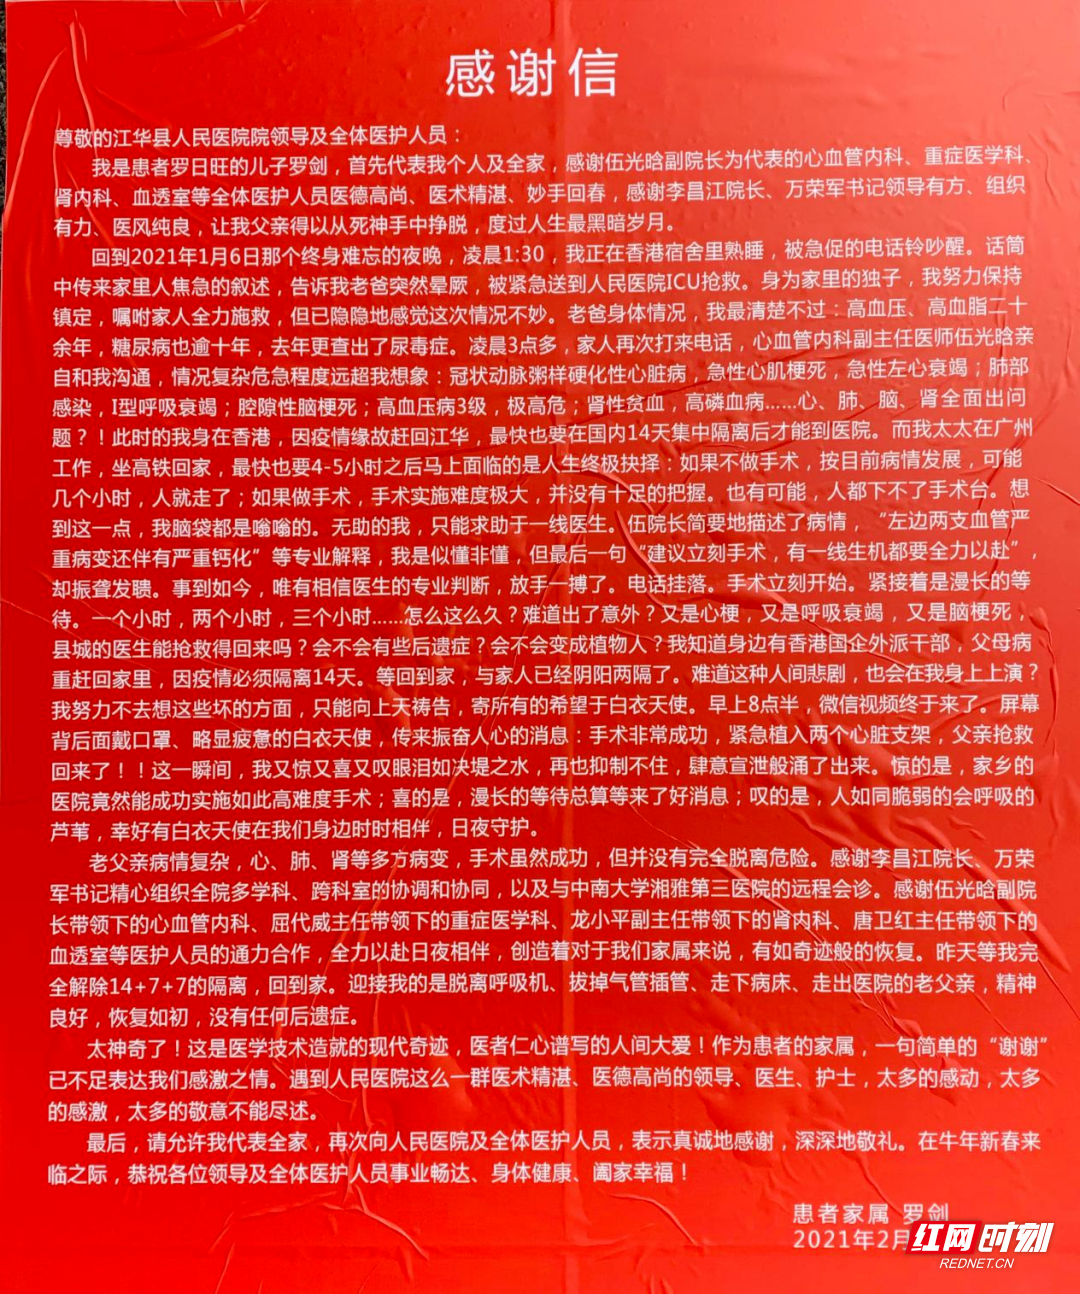 感谢信
尊敬的江华县人民医院院领导及全体医护人员：
我是患者罗日旺的儿子罗剑，首先代表我个人及全家，感谢伍光晗副院长为代表的心血管内科、重症医学科、
肾内科、血透室等全体医护人员医德高尚、医术精湛、妙手回春，感谢李昌江院长、万荣军书记领导有方、组织
有力、医风纯良，让我父亲得以从死神手中挣脱，度过人生最黑暗岁月。
回到2021年1月6日那个终身难忘的夜晚，凌晨1:30，我正在香港宿舍里熟睡，被急促的电话铃吵醒。话筒
中传来家里人焦急的叙述，告诉我老爸突然晕厥，被紧急送到人民医院ICU抢救。身为家里的独子，我努力保持
镇定，嘱咐家人全力施救，但已隐隐地感觉这次情况不妙。老爸身体情况，我最清楚不过：高血压、高血脂二十
余年，糖尿病也逾十年，去年更查出了尿毒症。凌晨3点多，家人再次打来电话，心血管内科副主任医师伍光晗亲
自和我沟通，情况复杂危急程度远超我想象：冠状动脉粥样硬化性心脏病，急性心肌梗死，急性左心衰竭；肺部
感染，I型呼吸衰竭；腔隙性脑梗死；高血压病3级，极高危；肾性贫血，高磷血病……心、肺、脑、肾全面出问
题？！此时的我身在香港，因疫情缘故赶回江华，最快也要在国内14天集中隔离后才能到医院。而我太太在广州
工作，坐高铁回家，最快也要4-5小时之后马上面临的是人生终极抉择：如果不做手术，按目前病情发展，可能
几个小时，人就走了；如果做手术，手术实施难度极大，并没有十足的把握。也有可能，人都下不了手术台。想
到这一点，我脑袋都是嗡嗡的。无助的我，只能求助于一线医生。伍院长简要地描述了病情，“左边两支血管严
重病变还伴有严重钙化”等专业解释，我是似懂非懂，但最后一句“建议立刻手术，有一线生机都要全力以赴”，
却振聋发聩。事到如今，唯有相信医生的专业判断，放手一搏了。电话挂落。手术立刻开始。紧接着是漫长的等
待。一个小时，两个小时，三个小时……怎么这么久？难道出了意外？又是心梗，又是呼吸衰竭，又是脑梗死，
县城的医生能抢救得回来吗？会不会有些后遗症？会不会变成植物人？我知道身边有香港国企外派干部，父母病
重赶回家里，因疫情必须隔离14天。等回到家，与家人已经阴阳两隔了。难道这种人间悲剧，也会在我身上上演？
我努力不去想这些坏的方面，只能向上天祷告，寄所有的希望于白衣天使。早上8点半，微信视频终于来了。屏幕
背后面戴口罩、略显疲惫的白衣天使，传来振奋人心的消息：手术非常成功，紧急植入两个心脏支架，父亲抢救
回来了！！这一瞬间，我又惊又喜又叹眼泪如决堤之水，再也抑制不住，肆意宣泄般涌了出来。惊的是，家乡的
医院竟然能成功实施如此高难度手术；喜的是，漫长的等待总算等来了好消息；叹的是，人如同脆弱的会呼吸的
芦苇，幸好有白衣天使在我们身边时时相伴，日夜守护。
老父亲病情复杂，心、肺、肾等多方病变，手术虽然成功，但并没有完全脱离危险。感谢李昌江院长、万荣
军书记精心组织全院多学科、跨科室的协调和协同，以及与中南大学湘雅第三医院的远程会诊。感谢伍光晗副院
长带领下的心血管内科、屈代威主任带领下的重症医学科、龙小平副主任带领下的肾内科、唐卫红主任带领下的
血透室等医护人员的通力合作，全力以赴日夜相伴，创造着对于我们家属来说，有如奇迹般的恢复。昨天等我完
全解除14+7+7的隔离，回到家。迎接我的是脱离呼吸机、拔掉气管插管、走下病床、走出医院的老父亲，精神
良好，恢复如初，没有任何后遗症。
太神奇了！这是医学技术造就的现代奇迹，医者仁心谱写的人间大爱！作为患者的家属，一句简单的“谢谢”
已不足表达我们感激之情。遇到人民医院这么一群医术精湛、医德高尚的领导、医生、护士，太多的感动，太多
的感激，太多的敬意不能尽述。
最后，请允许我代表全家，再次向人民医院及全体医护人员，表示真诚地感谢，深深地敬礼。在牛年新春来
临之际，恭祝各位领导及全体医护人员事业畅达、身体健康、阖家幸福！
患者家属 罗剑
2021年2月
红网时刻
REDNET.CN